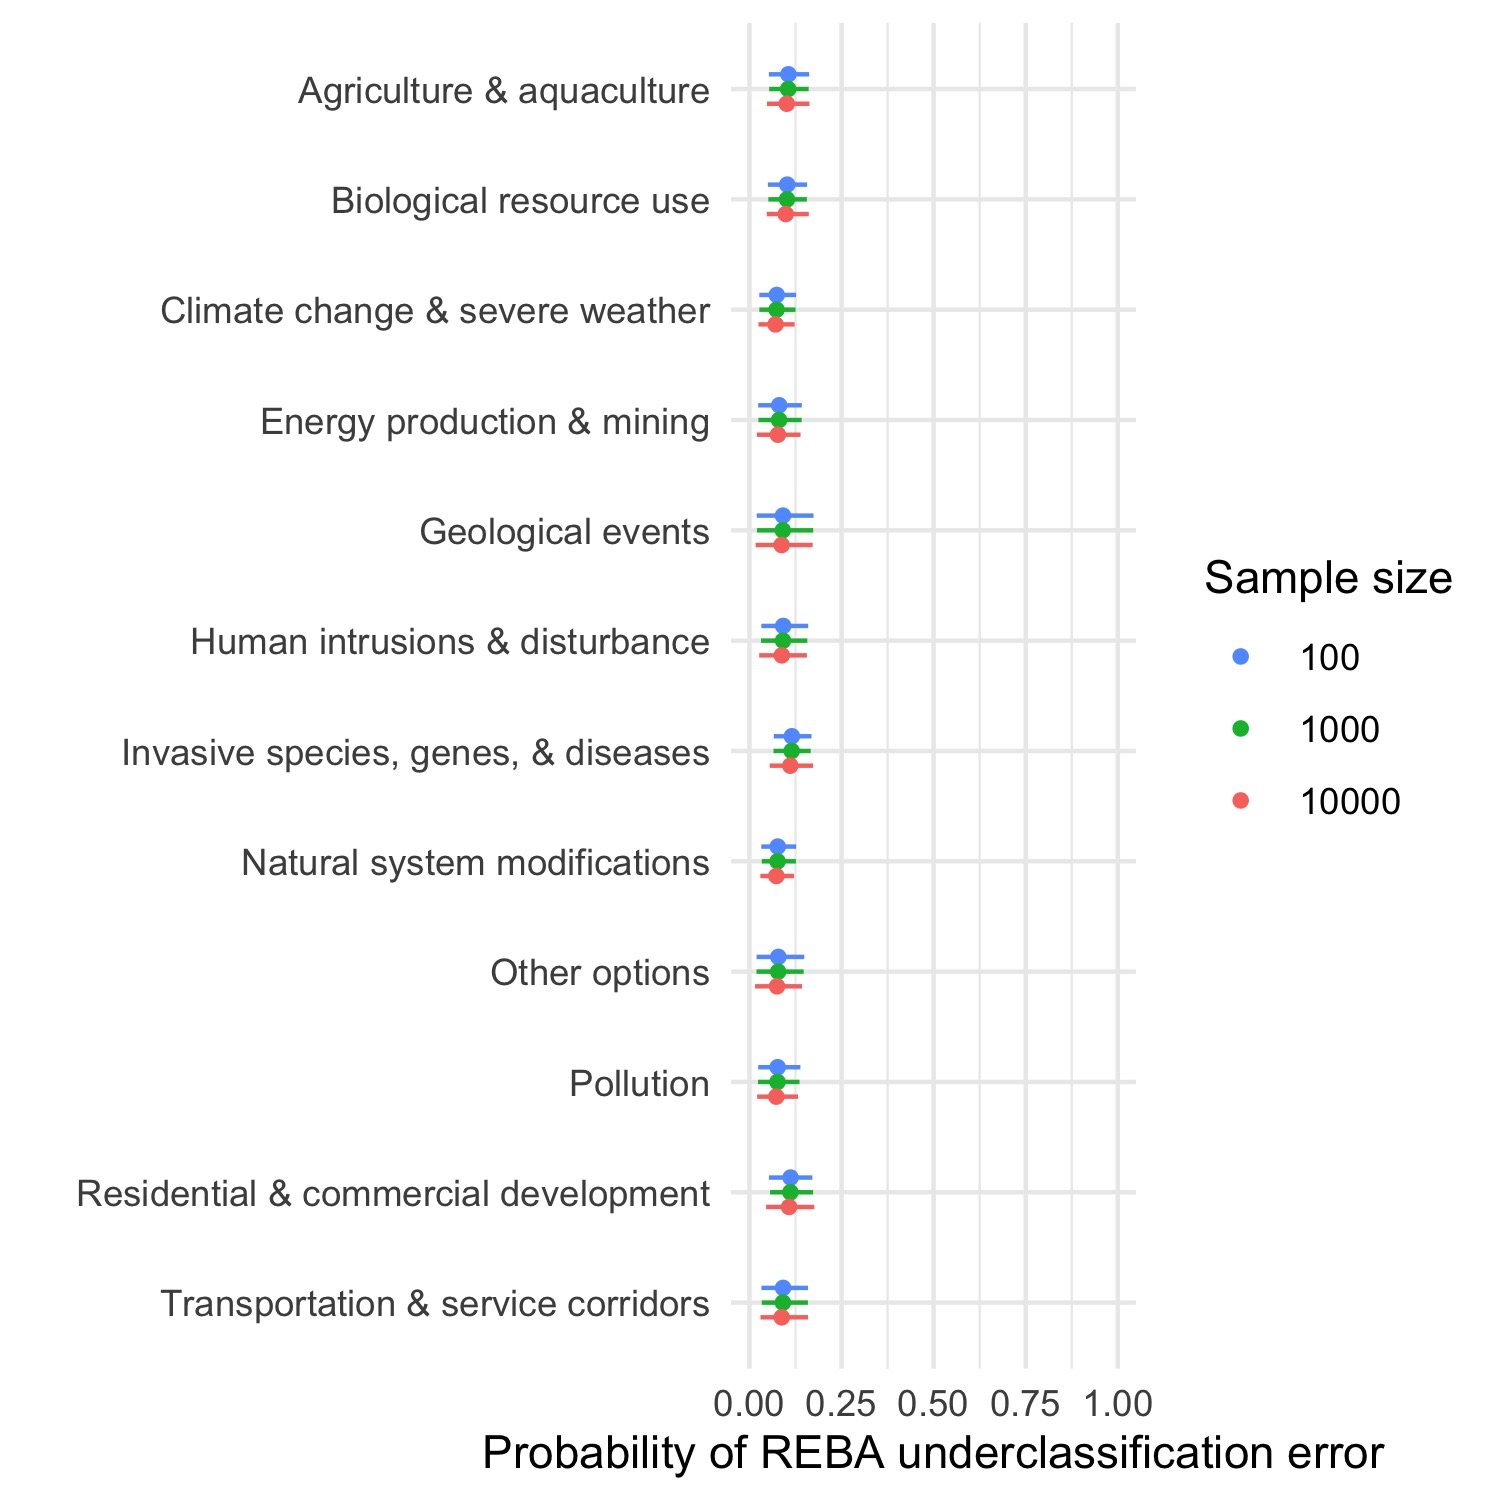 Agriculture & aquaculture
Biological resource use
Climate change & severe weather
Energy production & mining
Geological events
Human intrusions & disturbance
Invasive species, genes, & diseases
Natural system modifications
Other options
Pollution
Residential & commercial development
Transportation & service corridors
0.00 0.25 0.50 0.75 1.00
Probability of REBA underclassification error
Sample size
100
1000
10000